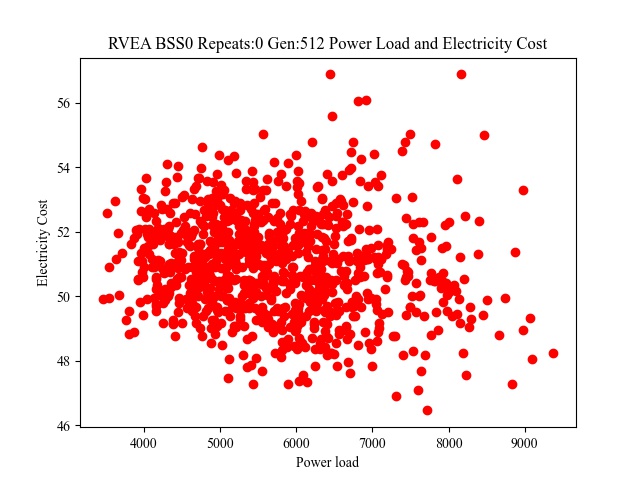 RVEA BSS0 Repeats:0 Gen:512 Power Load and Electricity Cost
56
54
52
50
48
46
Electricity Cost
4000 5000 6000 7000 8000 9000
Power load